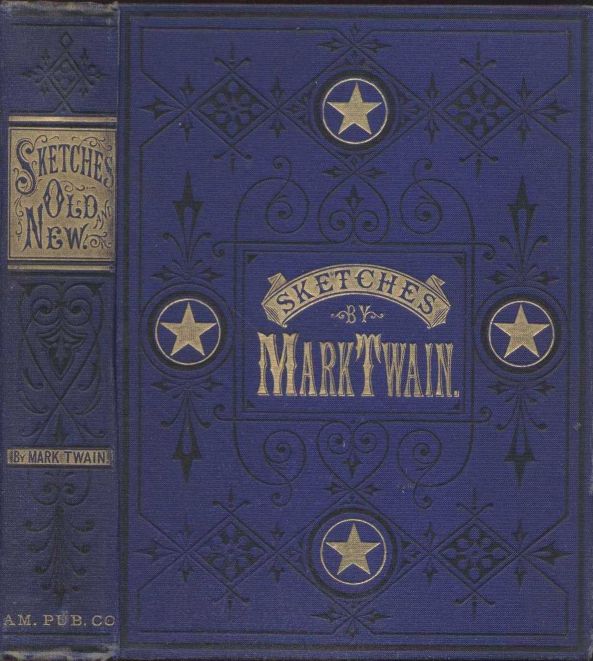 SKETCHES
OLD AND
NEW.
BY MARK TWAIN.
AM. PUB. CO
SKETCHES
BY
MARK TWAIN.